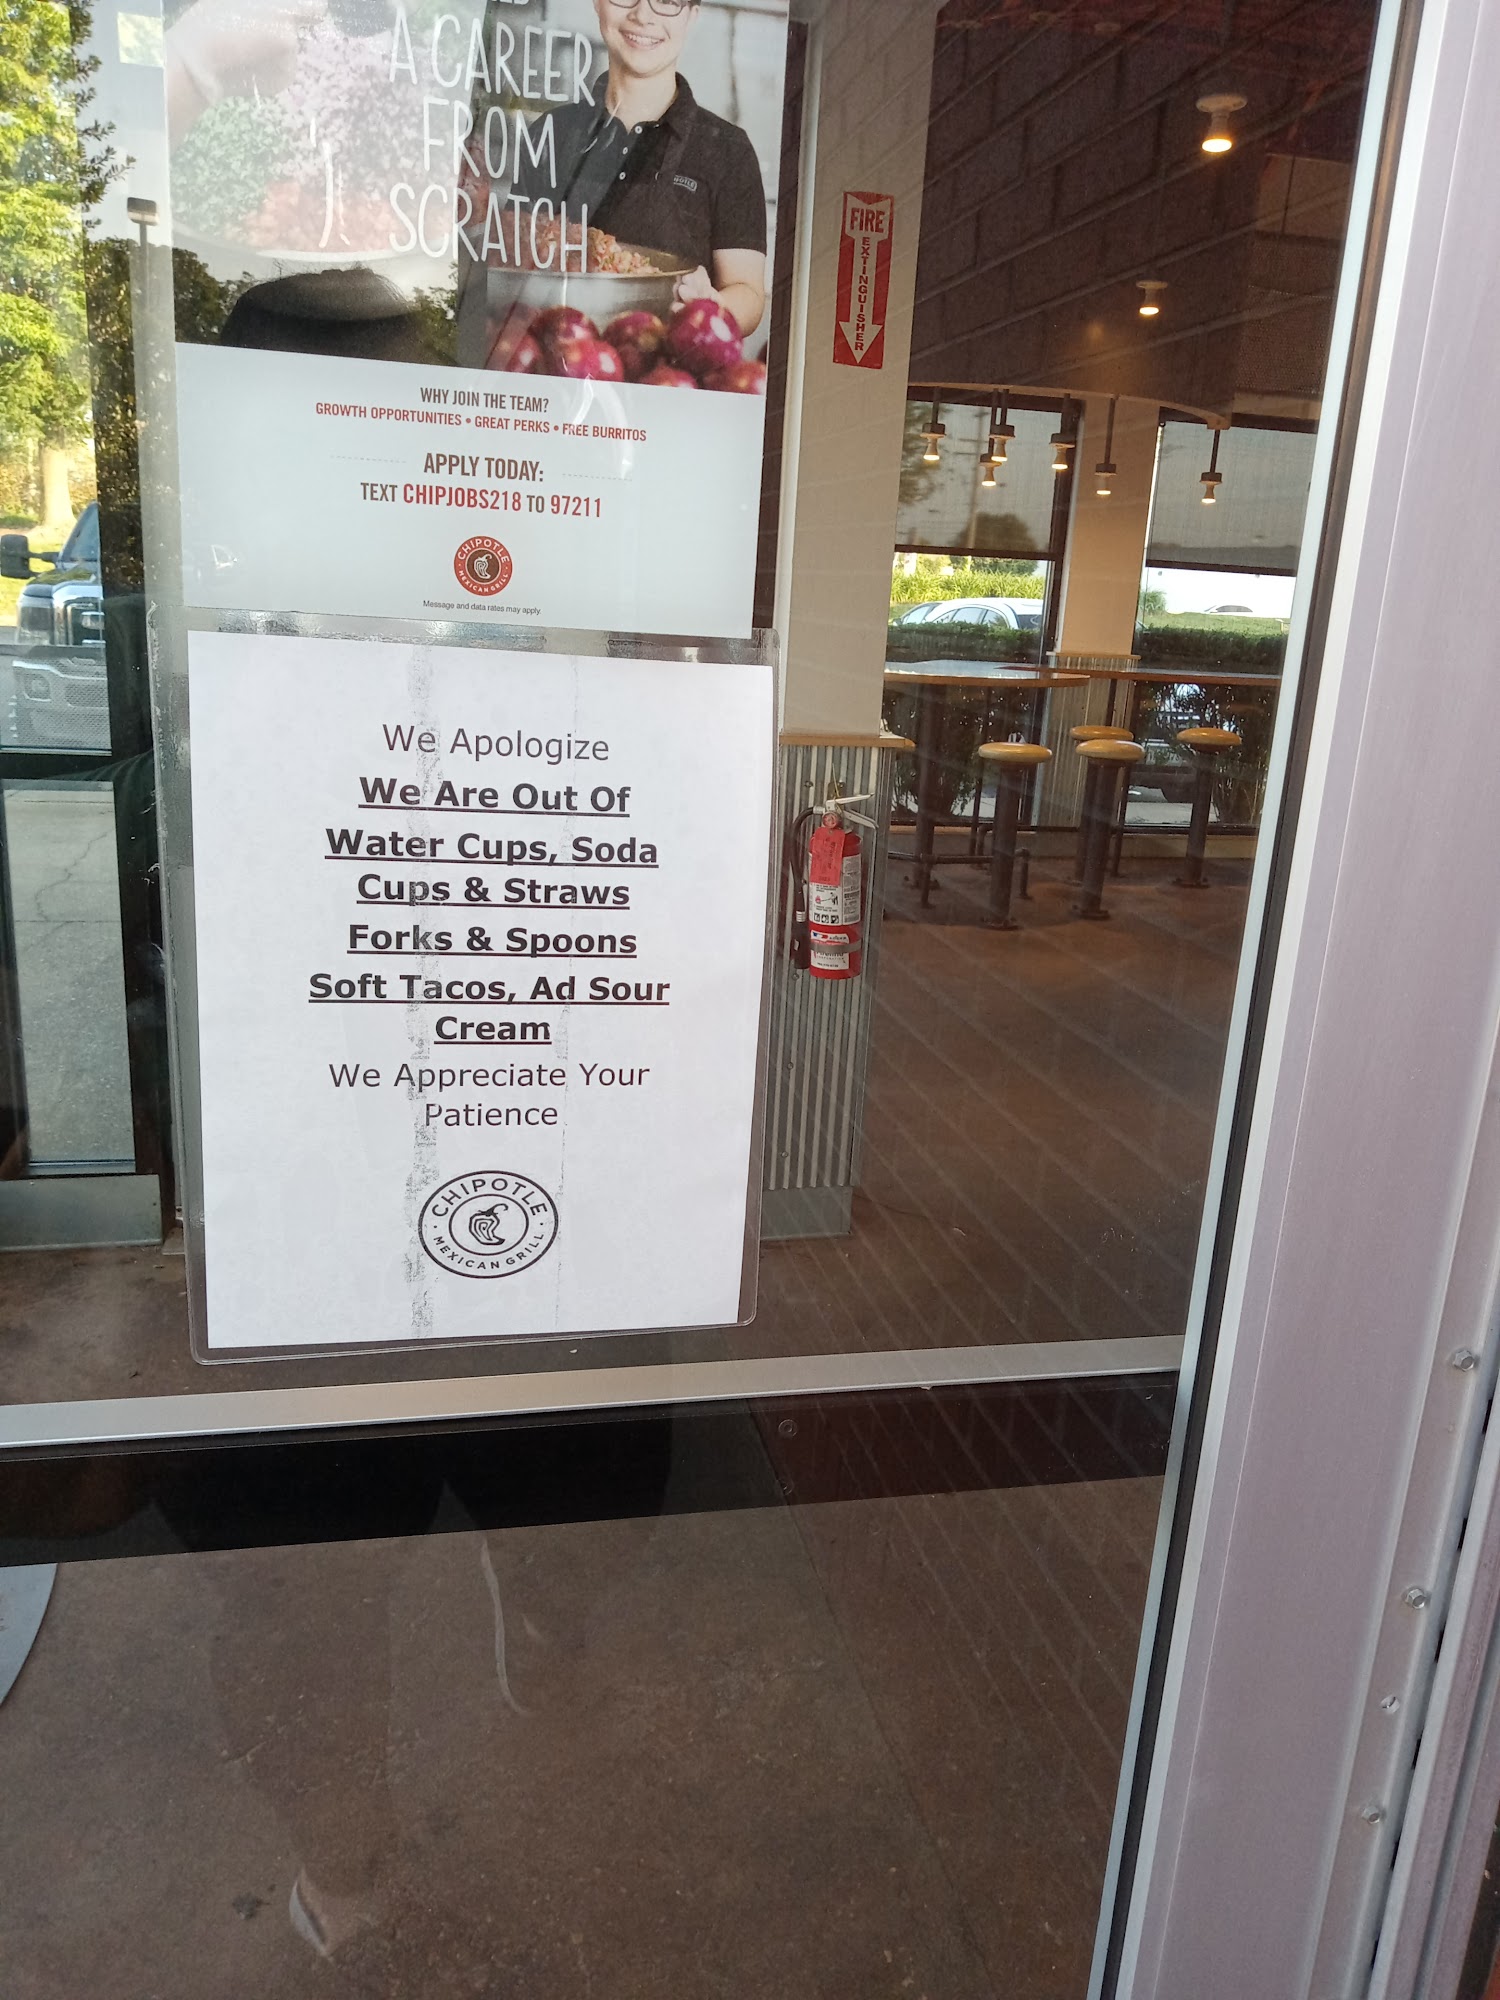 A CAREER
FROM
SCRATCH
WHY JOIN THE TEAM?
GROWTH OPPORTUNITIES • GREAT PERKS • FREE BURRITOS
APPLY TODAY:
TEXT CHIPJOBS218 TO 97211
CHIPOTLE
MEXICAN GRILL
Message and data rates may apply.
We Apologize
We Are Out Of
Water Cups, Soda
Cups & Straws
Forks & Spoons
Soft Tacos, Ad Sour
Cream
We Appreciate Your
Patience
CHIPOTLE
MEXICAN GRILL
FIRE
EXTINGUISHER